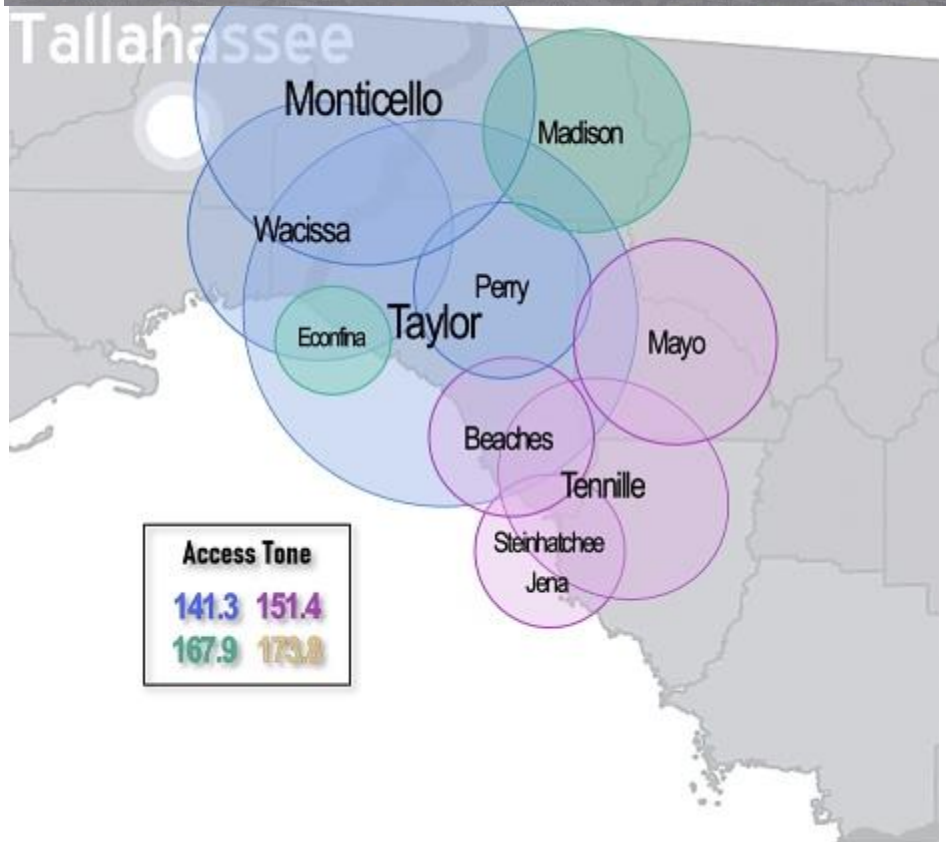 Tallahassee
Monticello
Madison
Wacissa
Perry
Taylor
Econfina
Mayo
Beaches
Tennille
Steinhatchee
Jena
Access Tone
141.3 151.4
167.9 173.8